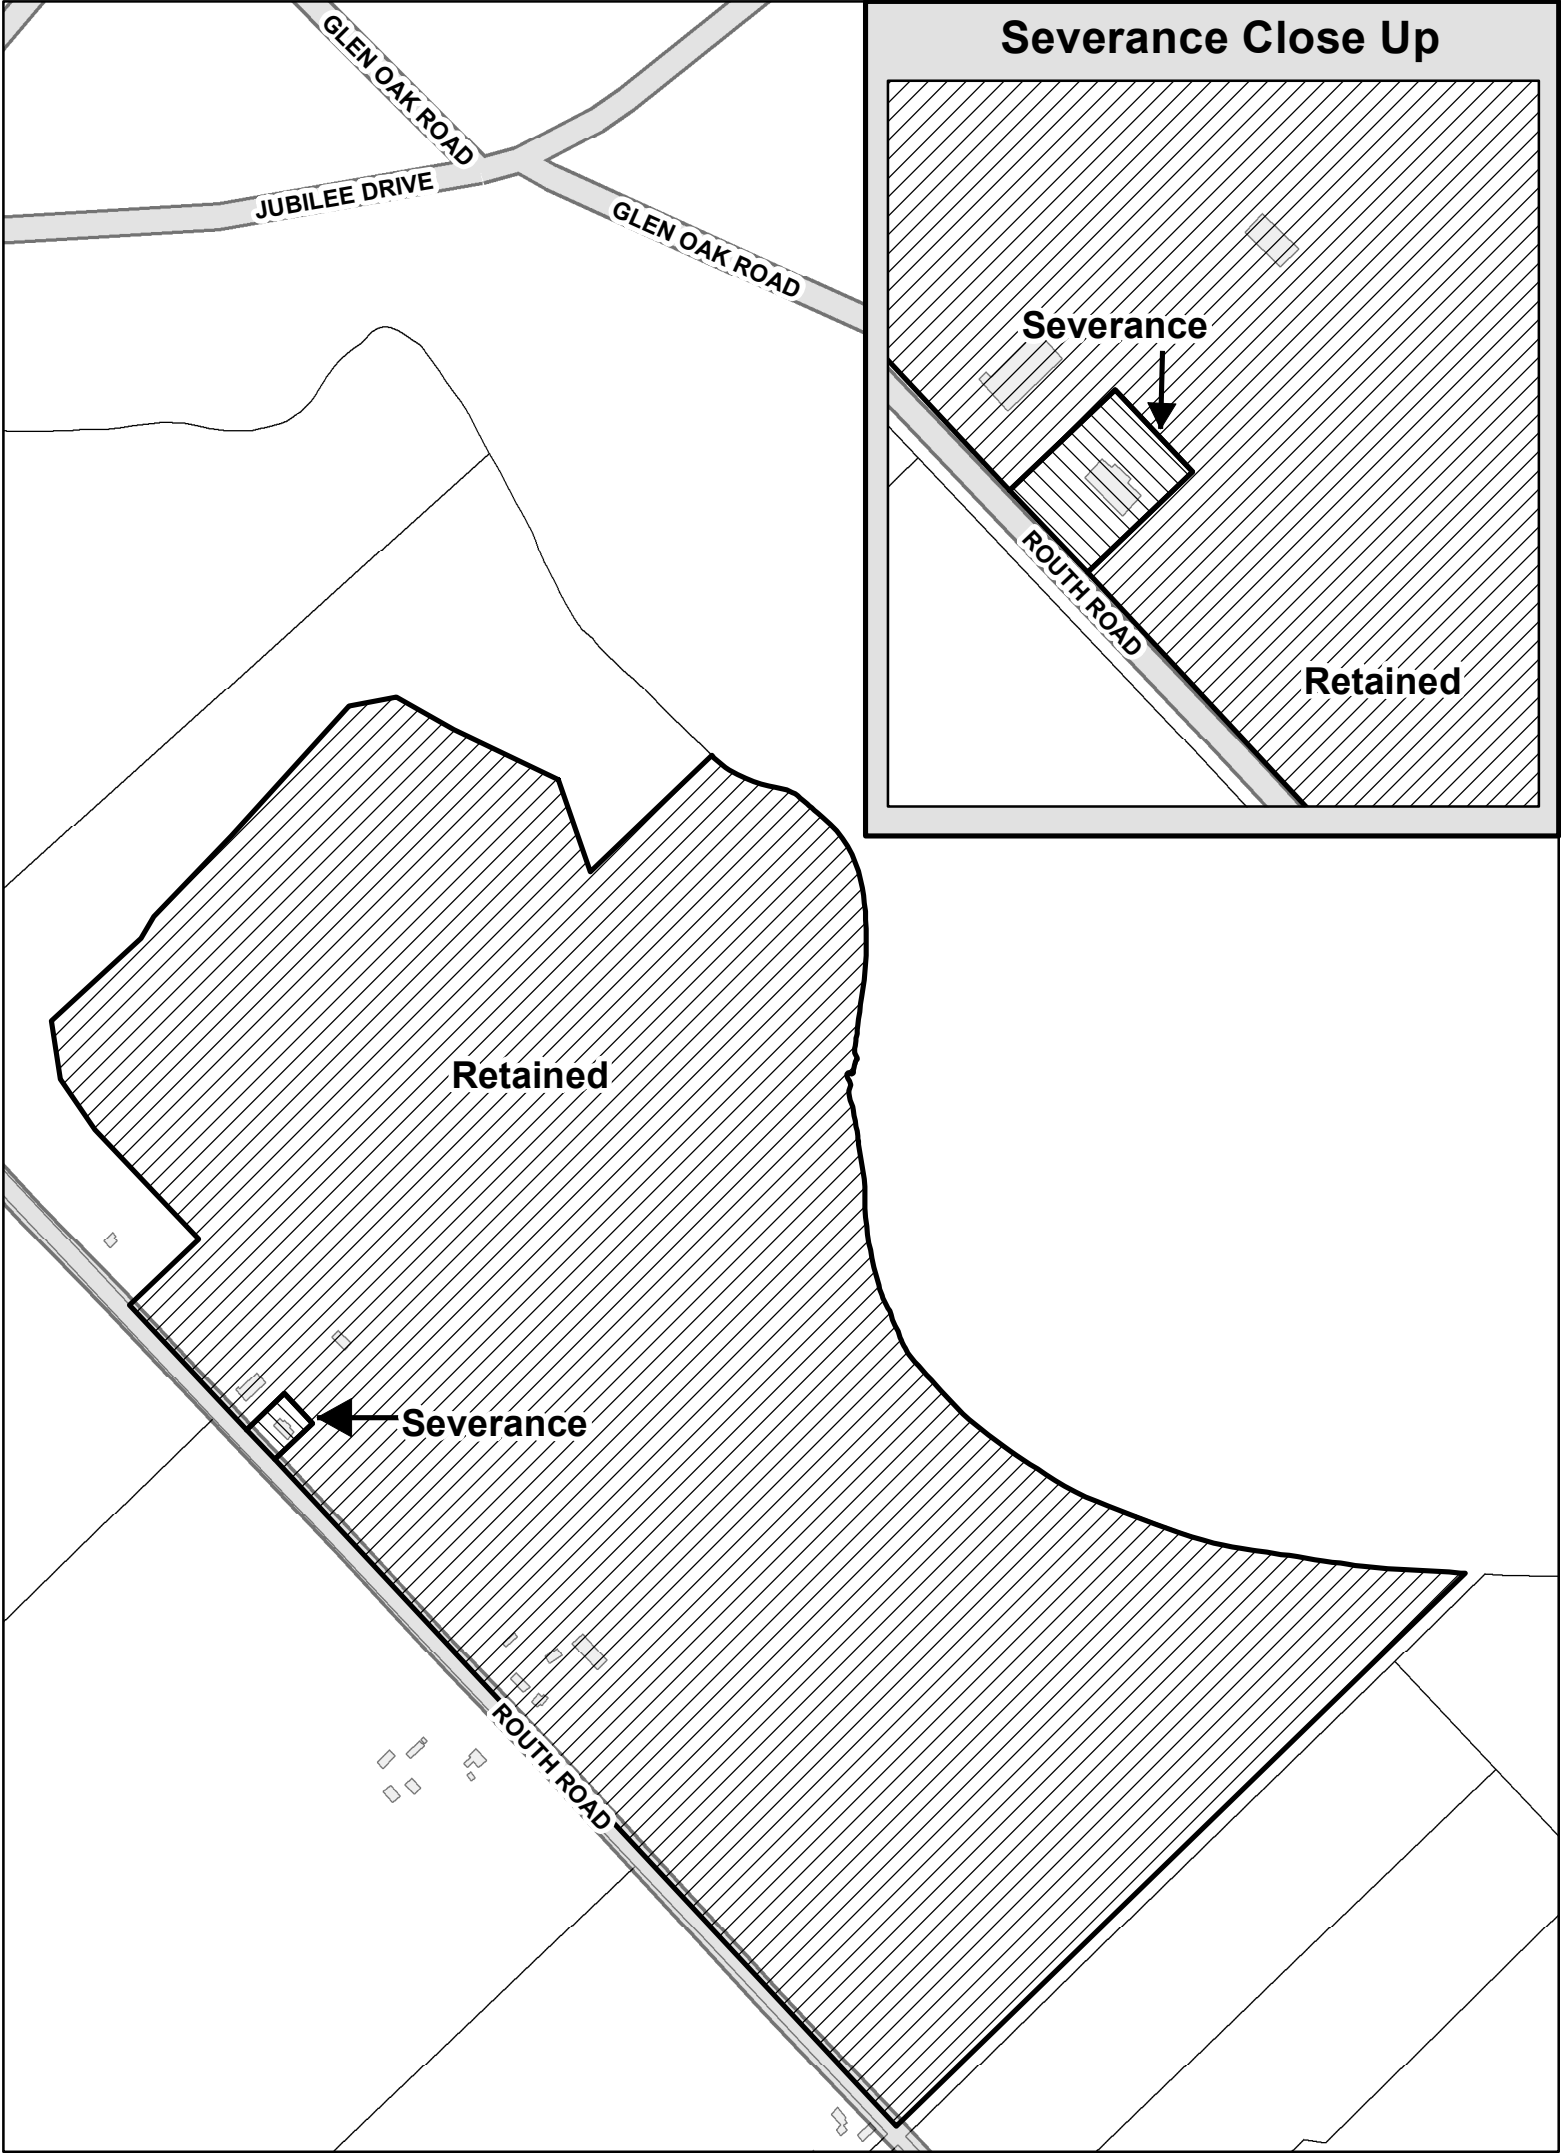 Severance Close Up
GLEN OAK ROAD
JUBILEE DRIVE
GLEN OAK ROAD
Severance
ROUTH ROAD
Retained
Retained
Severance
ROUTH ROAD